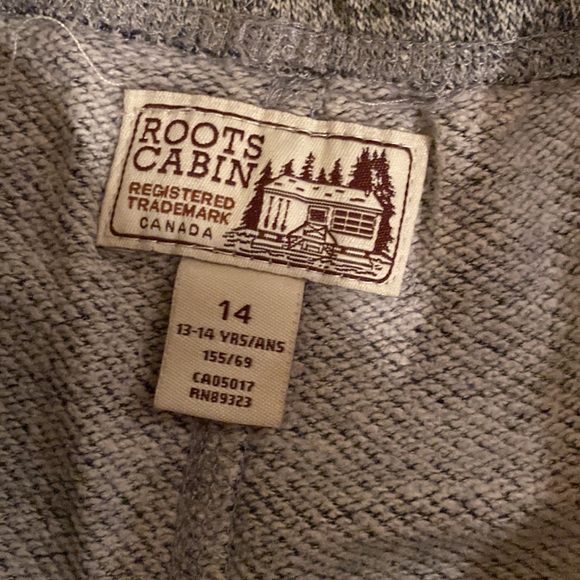 ROOTS
CABIN
REGISTERED
TRADEMARK
CANADA
14
13-14 YRS/ANS
155/69
CA05017
RN89323